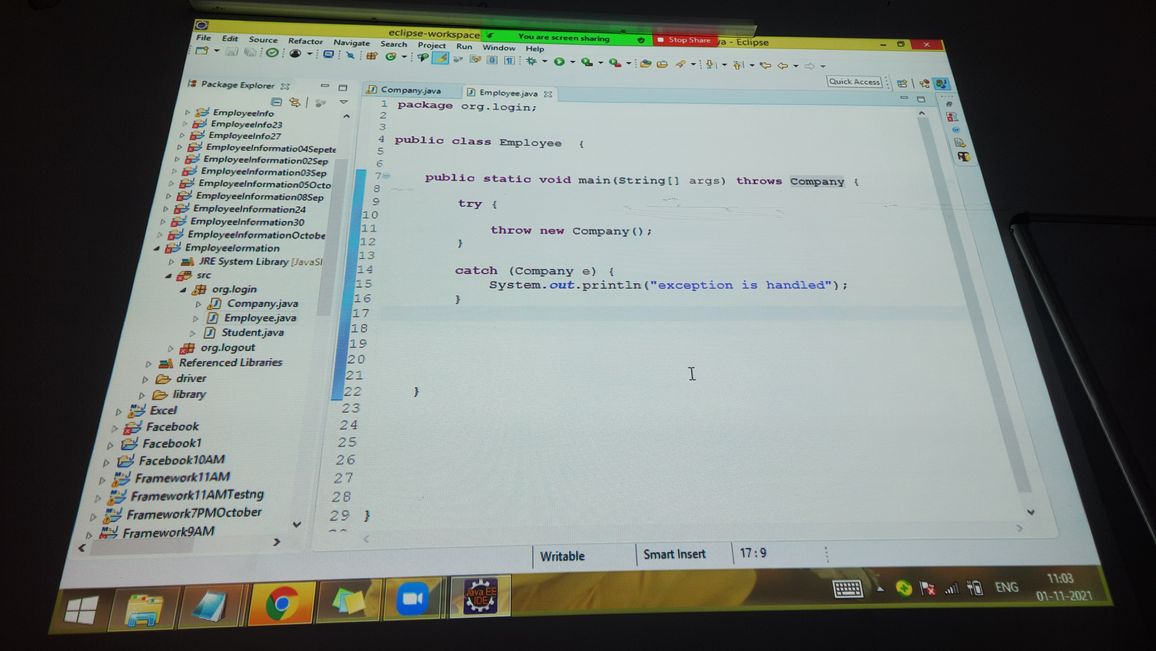 eclipse-workspace
You are screen sharing
Stop Share
va - Eclipse
File Edit Source Refactor Navigate Search Project Run Window Help
Quick Access
Package Explorer
EmployeeInfo
EmployeeInfo23
EmployeeInfo27
EmployeeInformatio04Sepete
EmployeeInformation02Sep
EmployeeInformation03Sep
EmployeeInformation05Octo
EmployeeInformation08Sep
EmployeeInformation24
EmployeeInformation30
EmployeeInformationOctobe
EmployeeIormation
JRE System Library [JavaSI
src
org.login
Company.java
Employee.java
Student.java
org.logout
Referenced Libraries
driver
library
Excel
Facebook
Facebook1
Facebook10AM
Framework11AM
Framework11AMTestng
Framework7PMOctober
Framework9AM
Company.java Employee.java
1 package org.login;
2
3
4 public class Employee {
5
6
7 public static void main(String[] args) throws Company {
8
9 try {
10
11 throw new Company();
12 }
13
14 catch (Company e) {
15 System.out.println("exception is handled");
16 }
17
18
19
20
21
22 }
23
24
25
26
27
28
29 }
Writable Smart Insert 17:9
Java EE
IDE
ENG
11:03
01-11-2021